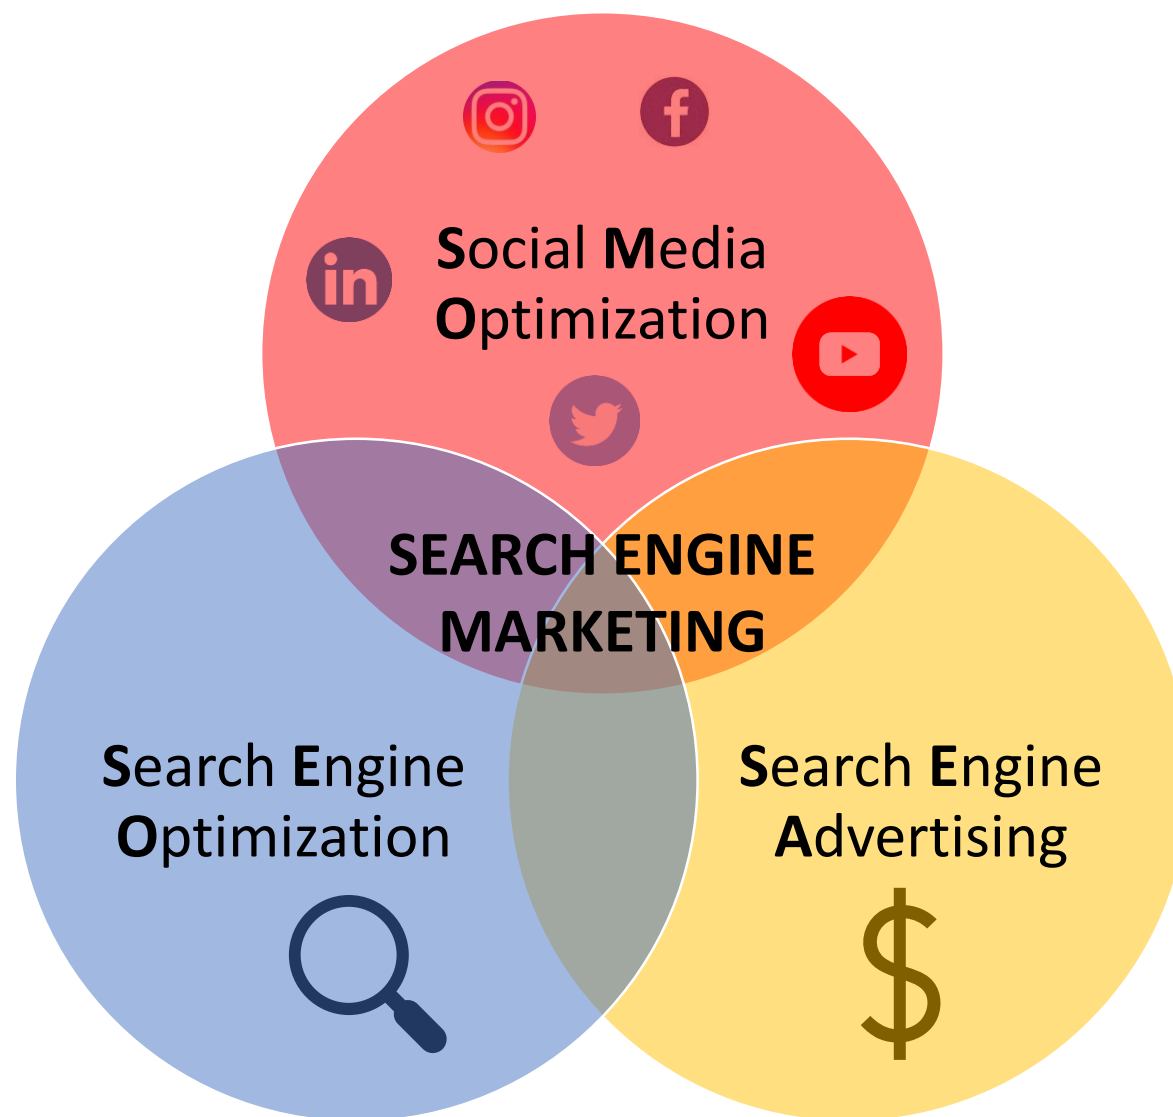 Social Media
Optimization
SEARCH ENGINE
MARKETING
Search Engine
Optimization
Search Engine
Advertising